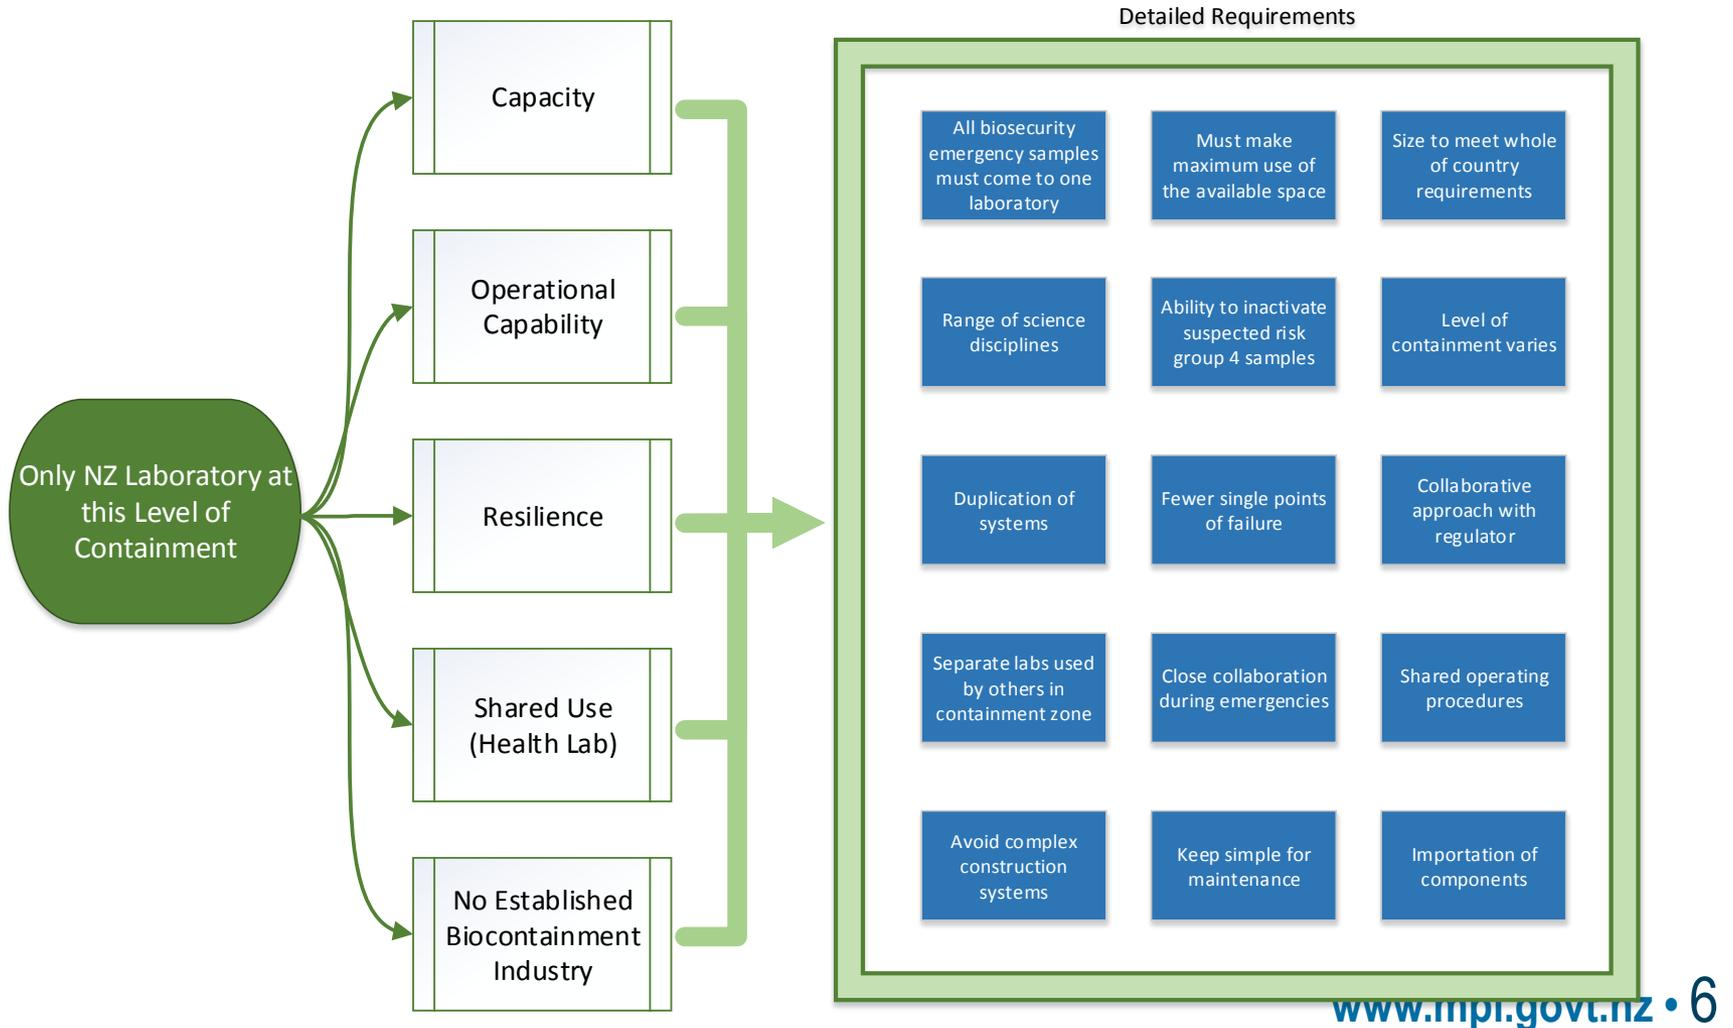 Detailed Requirements
Only NZ Laboratory at
this Level of
Containment
Capacity
Operational
Capability
Resilience
Shared Use
(Health Lab)
No Established
Biocontainment
Industry
All biosecurity
emergency samples
must come to one
laboratory
Must make
maximum use of
the available space
Size to meet whole
of country
requirements
Range of science
disciplines
Ability to inactivate
suspected risk
group 4 samples
Level of
containment varies
Duplication of
systems
Fewer single points
of failure
Collaborative
approach with
regulator
Separate labs used
by others in
containment zone
Close collaboration
during emergencies
Shared operating
procedures
Avoid complex
construction
systems
Keep simple for
maintenance
Importation of
components
www.mpi.govt.nz • 6